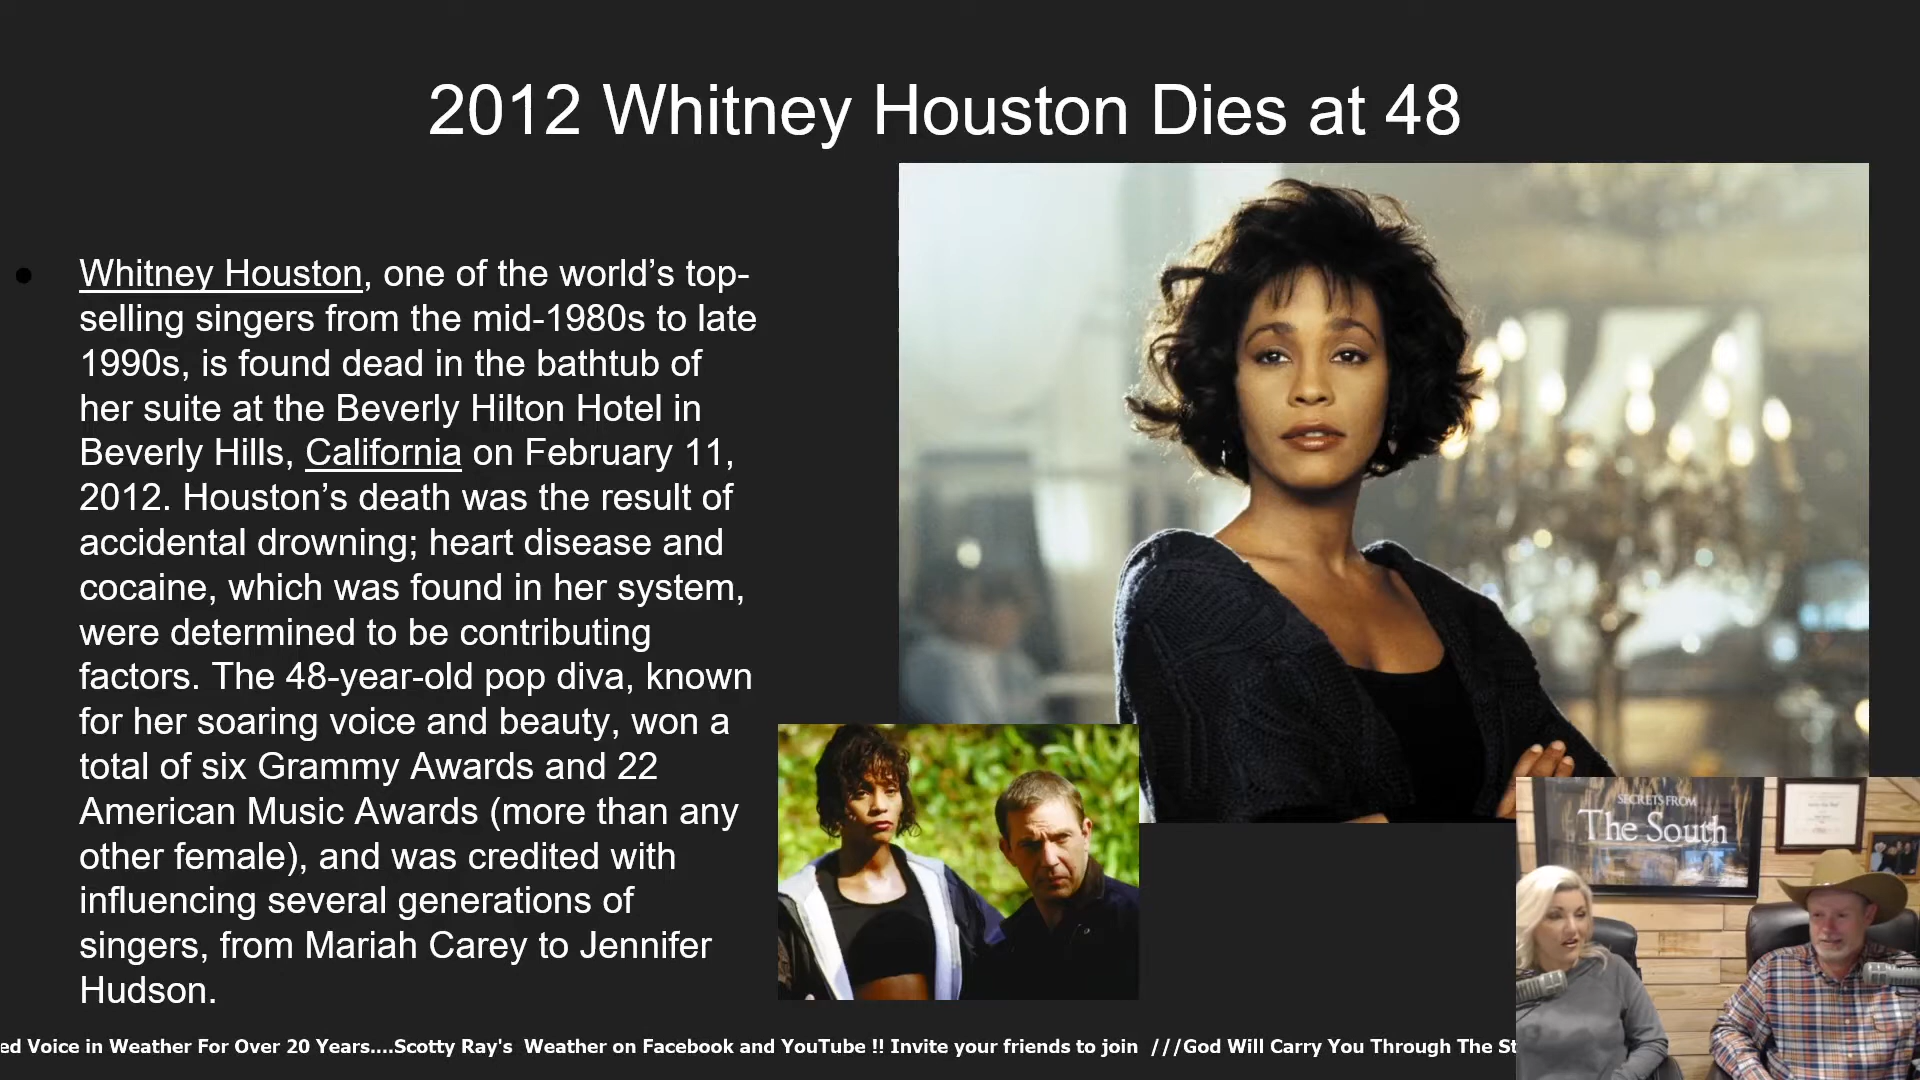 2012 Whitney Houston Dies at 48
Whitney Houston, one of the world’s top-
selling singers from the mid-1980s to late
1990s, is found dead in the bathtub of
her suite at the Beverly Hilton Hotel in
Beverly Hills, California on February 11,
2012. Houston’s death was the result of
accidental drowning; heart disease and
cocaine, which was found in her system,
were determined to be contributing
factors. The 48-year-old pop diva, known
for her soaring voice and beauty, won a
total of six Grammy Awards and 22
American Music Awards (more than any
other female), and was credited with
influencing several generations of
singers, from Mariah Carey to Jennifer
Hudson.
SECRETS FROM
The South
ed Voice in Weather For Over 20 Years....Scotty Ray's  Weather on Facebook and YouTube !! Invite your friends to join  ///God Will Carry You Through The St